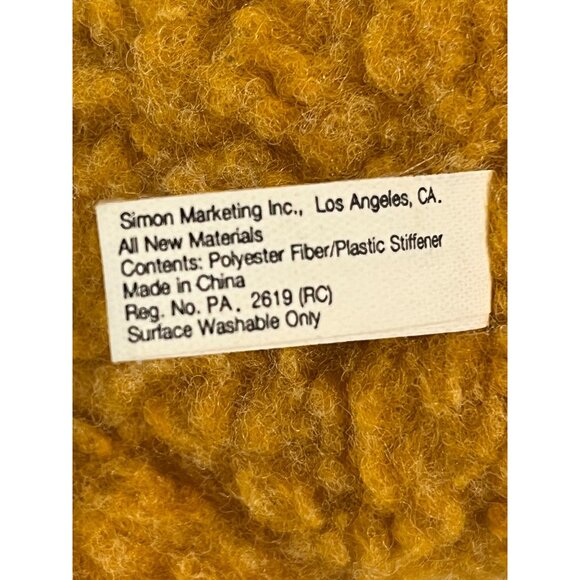 Simon Marketing Inc., Los Angeles, CA.
All New Materials
Contents: Polyester Fiber/Plastic Stiffener
Made in China
Reg. No. PA. 2619 (RC)
Surface Washable Only